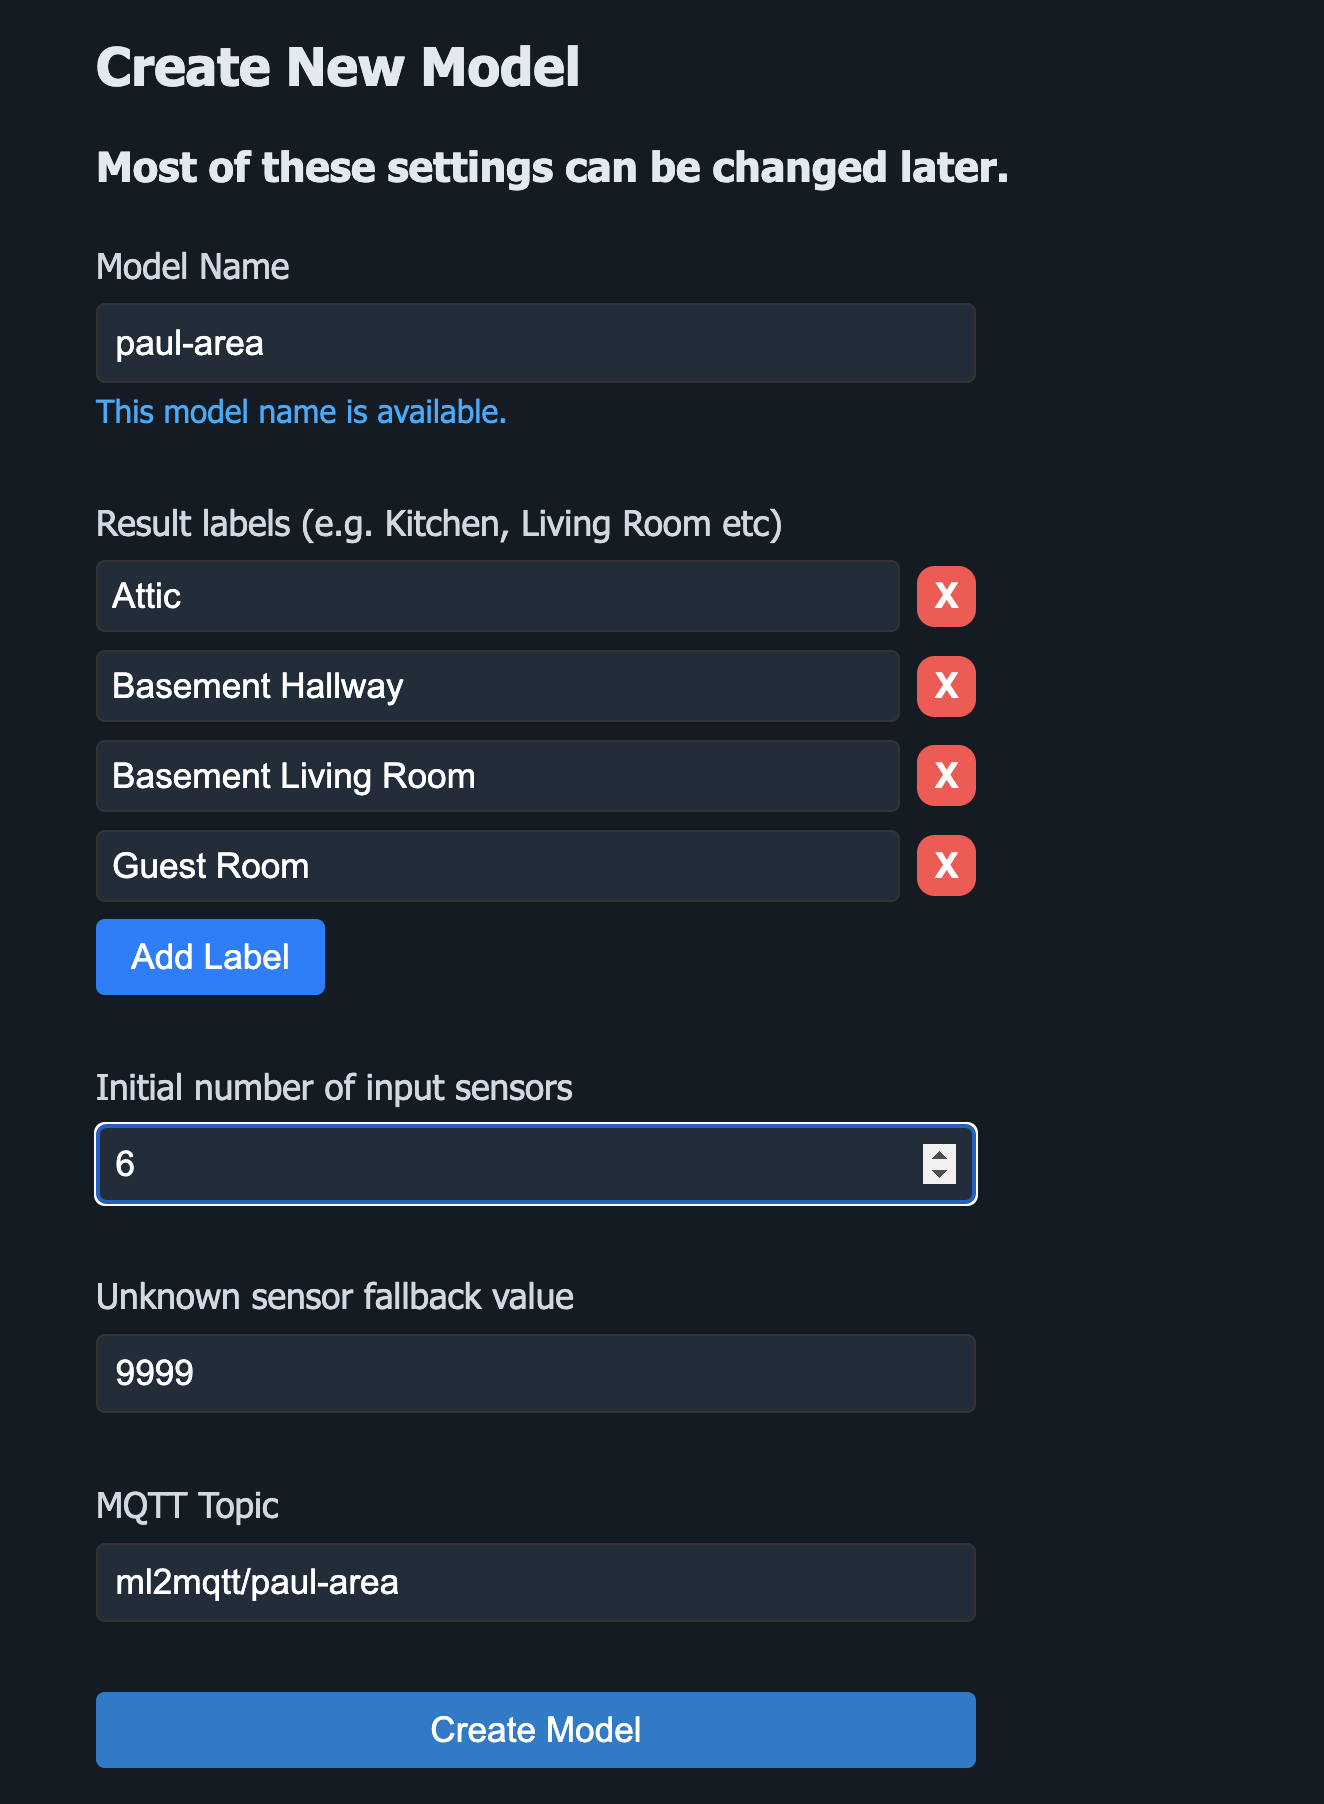 Create New Model
Most of these settings can be changed later.
Model Name
paul-area
This model name is available.
Result labels (e.g. Kitchen, Living Room etc)
Attic
X
Basement Hallway
X
Basement Living Room
X
Guest Room
X
Add Label
Initial number of input sensors
6
Unknown sensor fallback value
9999
MQTT Topic
ml2mqtt/paul-area
Create Model